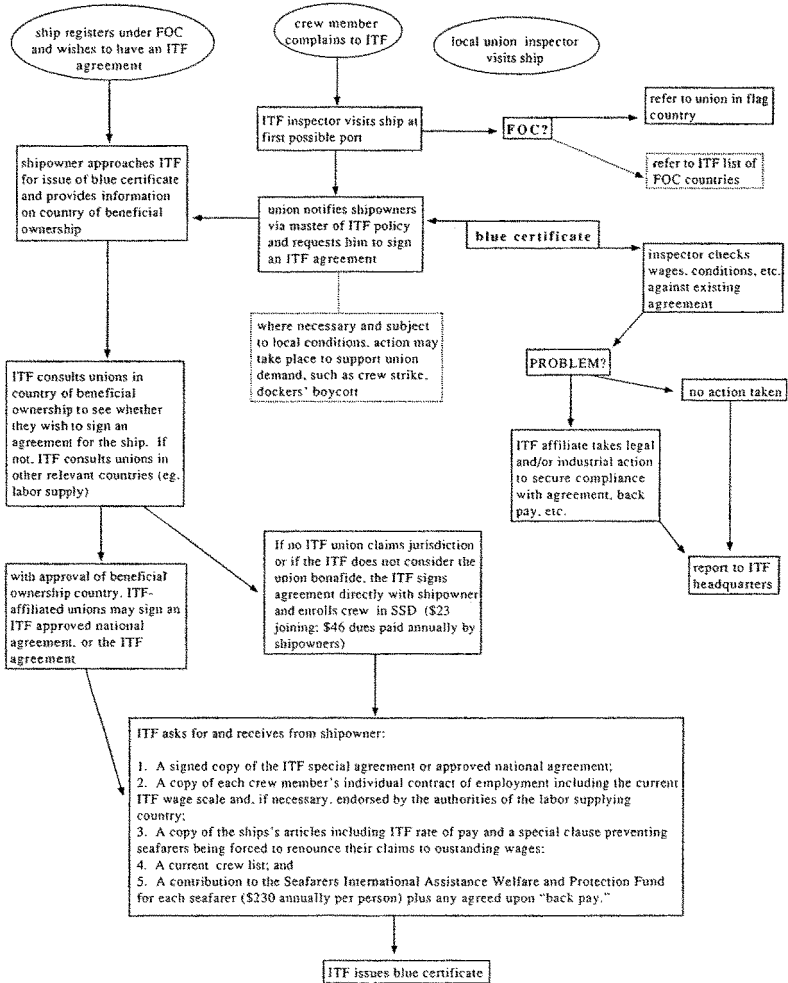 ship registers under FOC
and wishes to have an ITF
agreement
crew member
complains to ITF
local union inspector
visits ship
ITF inspector visits ship at
first possible port
FOC?
refer to union in flag
country
refer to ITF list of
FOC countries
shipowner approaches ITF
for issue of blue certificate
and provides information
on country of beneficial
ownership
union notifies shipowners
via master of ITF policy
and requests him to sign
an ITF agreement
blue certificate
inspector checks
wages, conditions, etc.
against existing
agreement
where necessary and subject
to local conditions, action may
take place to support union
demand, such as crew strike,
dockers' boycott
PROBLEM?
no action taken
ITF consults unions in
country of beneficial
ownership to see whether
they wish to sign an
agreement for the ship. If
not, ITF consults unions in
other relevant countries (eg.
labor supply)
ITF affiliate takes legal
and/or industrial action
to secure compliance
with agreement, back
pay, etc.
report to ITF
headquarters
with approval of beneficial
ownership country, ITF-
affiliated unions may sign an
ITF approved national
agreement, or the ITF
agreement
If no ITF union claims jurisdiction
or if the ITF does not consider the
union bonafide, the ITF signs
agreement directly with shipowner
and enrolls crew in SSD ($23
joining; $46 dues paid annually by
shipowners)
ITF asks for and receives from shipowner:
1. A signed copy of the ITF special agreement or approved national agreement;
2. A copy of each crew member's individual contract of employment including the current
ITF wage scale and, if necessary, endorsed by the authorities of the labor supplying
country;
3. A copy of the ships's articles including ITF rate of pay and a special clause preventing
seafarers being forced to renounce their claims to oustanding wages;
4. A current crew list; and
5. A contribution to the Seafarers International Assistance Welfare and Protection Fund
for each seafarer ($230 annually per person) plus any agreed upon "back pay."
ITF issues blue certificate